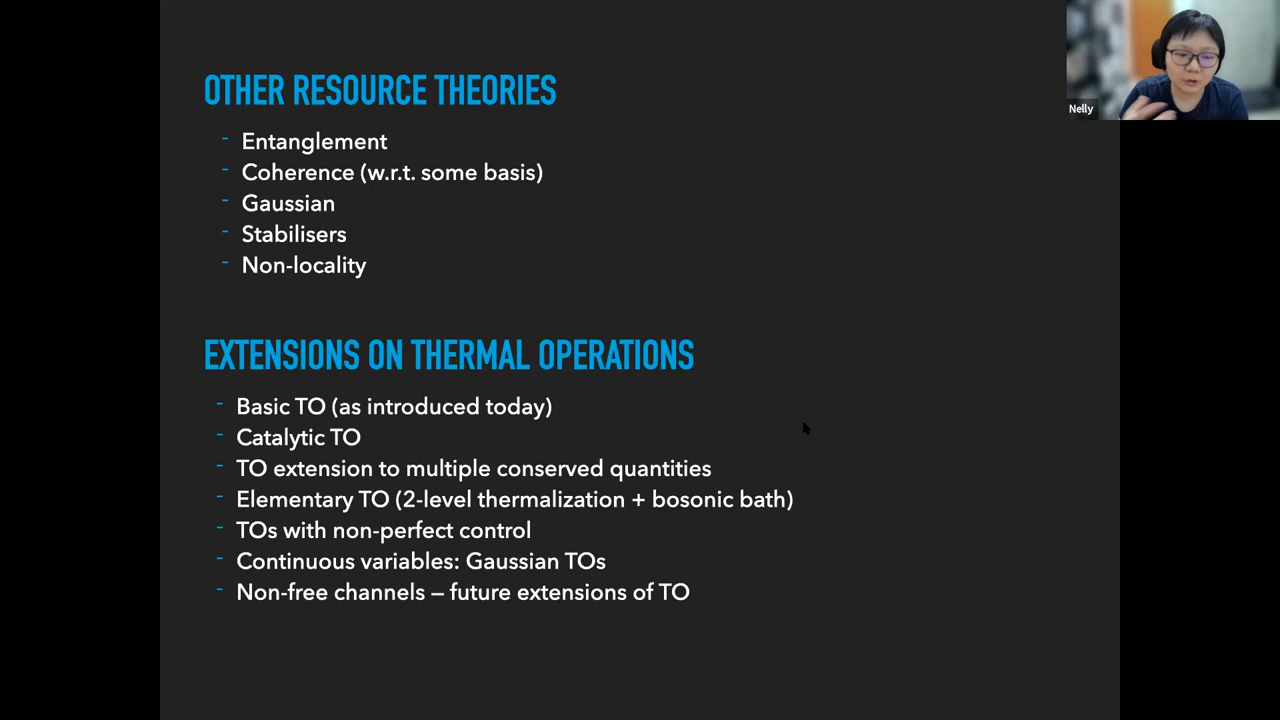 OTHER RESOURCE THEORIES
- Entanglement
- Coherence (w.r.t. some basis)
- Gaussian
- Stabilisers
- Non-locality
EXTENSIONS ON THERMAL OPERATIONS
- Basic TO (as introduced today)
- Catalytic TO
- TO extension to multiple conserved quantities
- Elementary TO (2-level thermalization + bosonic bath)
- TOs with non-perfect control
- Continuous variables: Gaussian TOs
- Non-free channels – future extensions of TO
Nelly